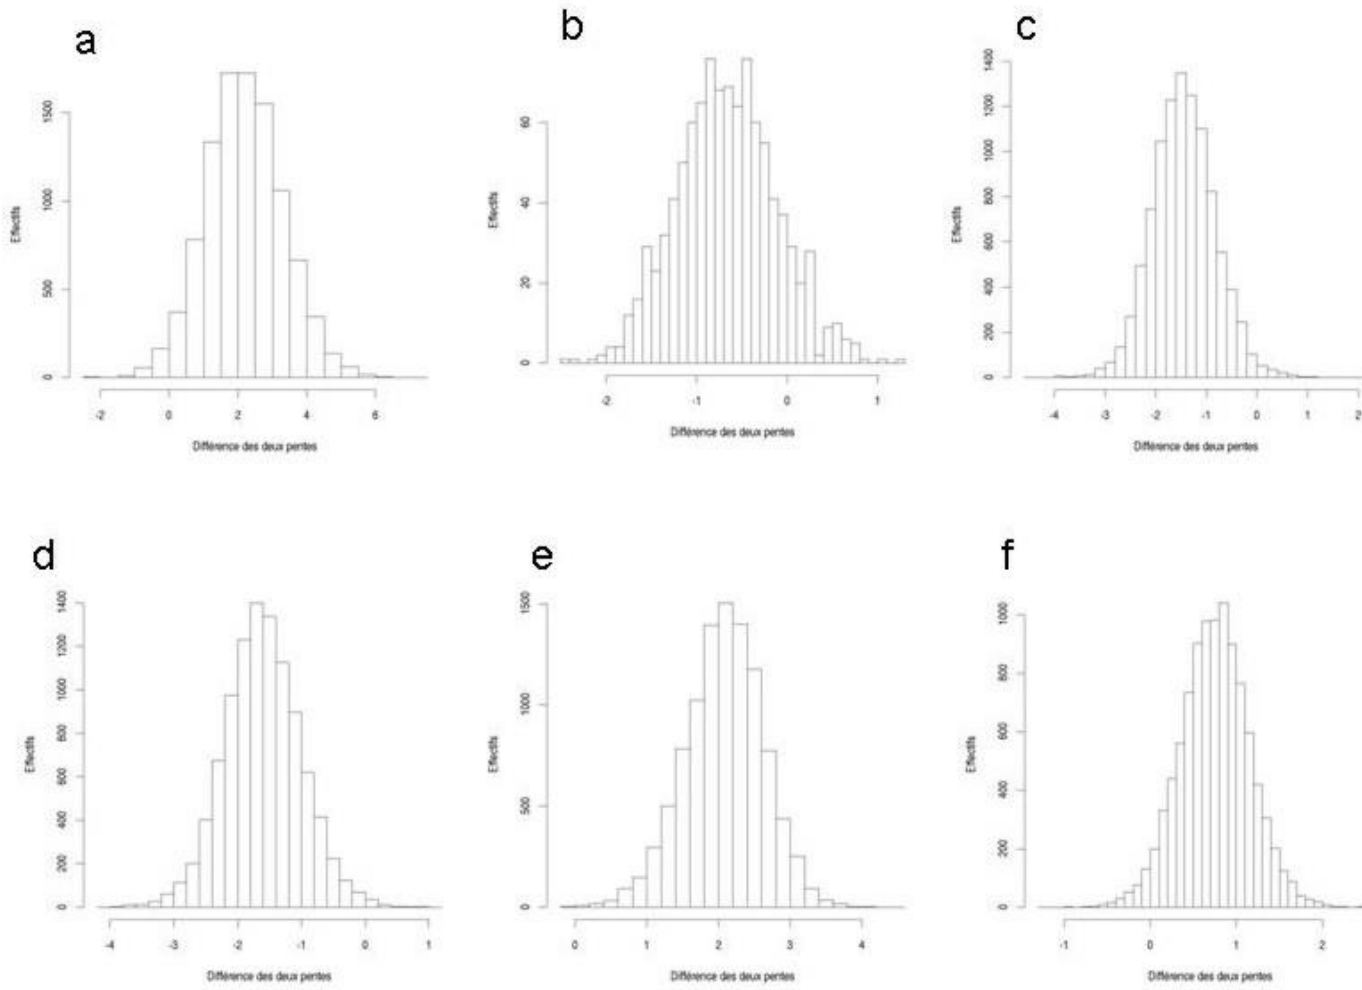 a
1500
1000
500
0
Effectifs
-2 0 2 4 6
Différence des deux pentes
b
60
40
20
0
Effectifs
-2 -1 0 1
Différence des deux pentes
c
1400
1200
1000
800
600
400
200
0
Effectifs
-4 -3 -2 -1 0 1 2
Différence des deux pentes
d
1400
1200
1000
800
600
400
200
0
Effectifs
-4 -3 -2 -1 0 1
Différence des deux pentes
e
1500
1000
500
0
Effectifs
0 1 2 3 4
Différence des deux pentes
f
1000
800
600
400
200
0
Effectifs
-1 0 1 2
Différence des deux pentes